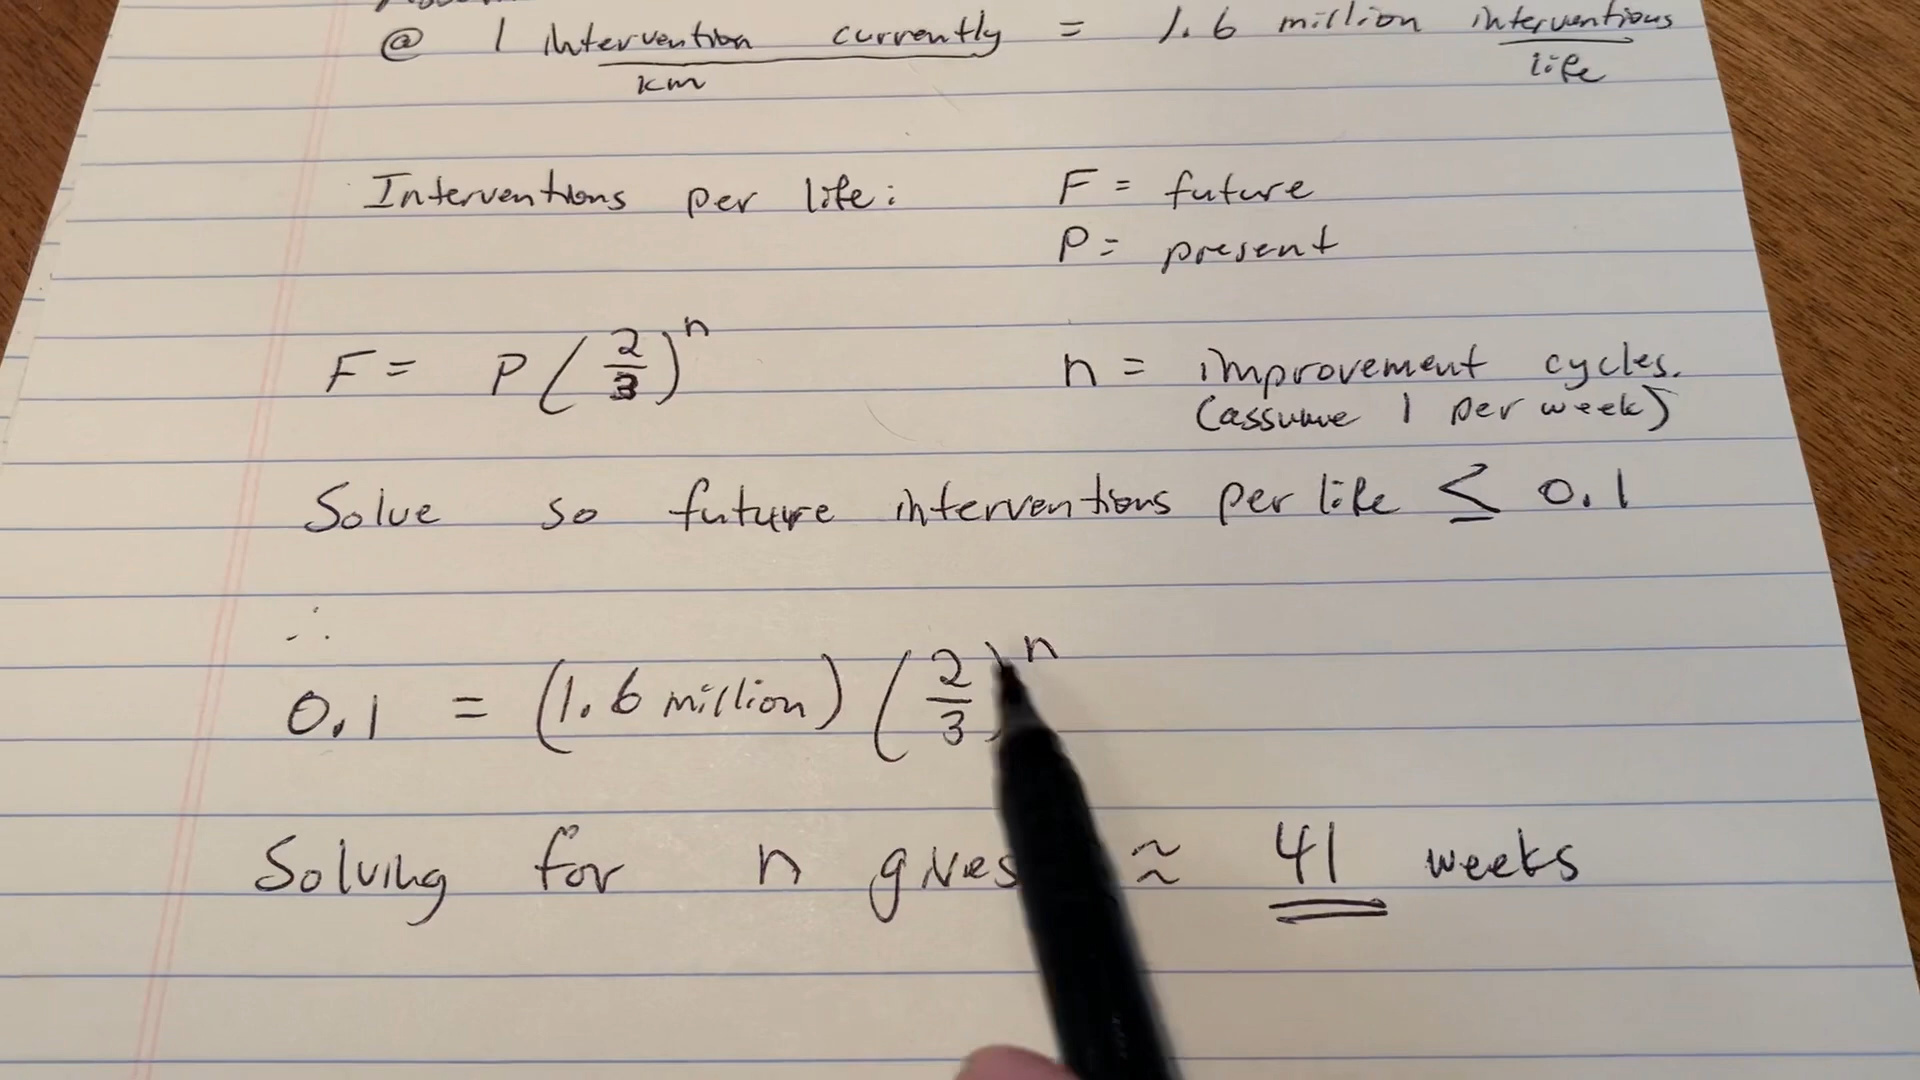 @ 1 intervention currently = 1.6 million interventions
km life
Interventions per life: F = future
P = present
F = P (2/3)^n n = improvement cycles.
(assume 1 per week)
Solve so future interventions per life ≤ 0.1
∴
0.1 = (1.6 million) (2/3)^n
Solving for n gives ≈ 41 weeks